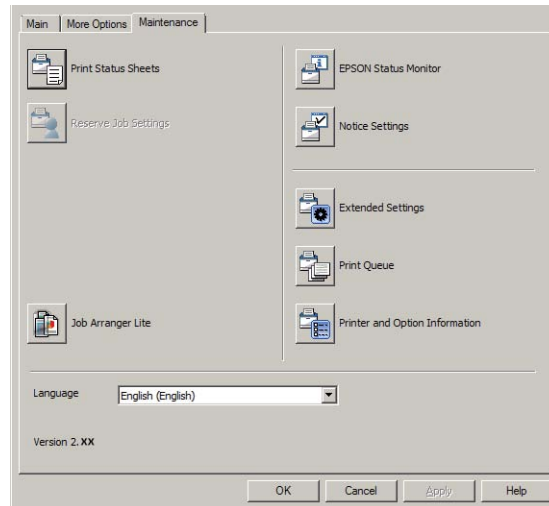 Main
More Options
Maintenance
Print Status Sheets
Reserve Job Settings
Job Arranger Lite
EPSON Status Monitor
Notice Settings
Extended Settings
Print Queue
Printer and Option Information
Language
English (English)
Version 2.XX
OK
Cancel
Apply
Help